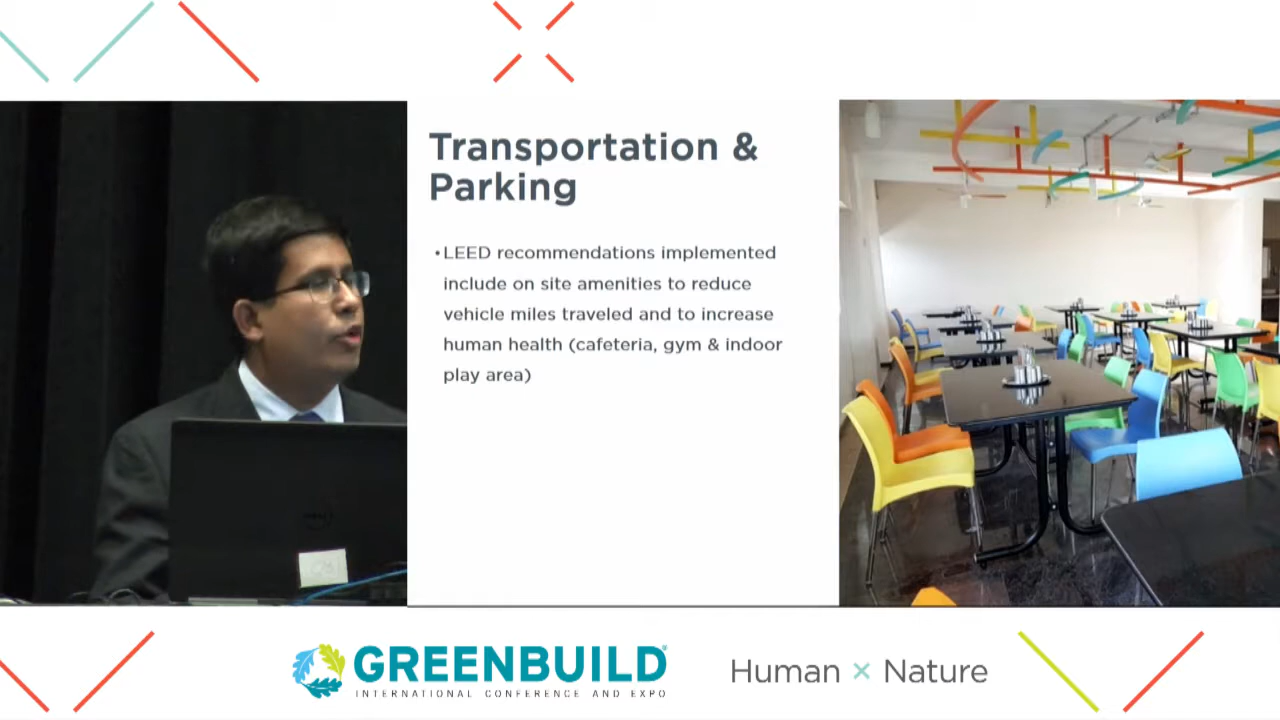 Transportation &
Parking
•LEED recommendations implemented
include on site amenities to reduce
vehicle miles traveled and to increase
human health (cafeteria, gym & indoor
play area)
DELL
GREENBUILD®
INTERNATIONAL CONFERENCE AND EXPO
Human × Nature